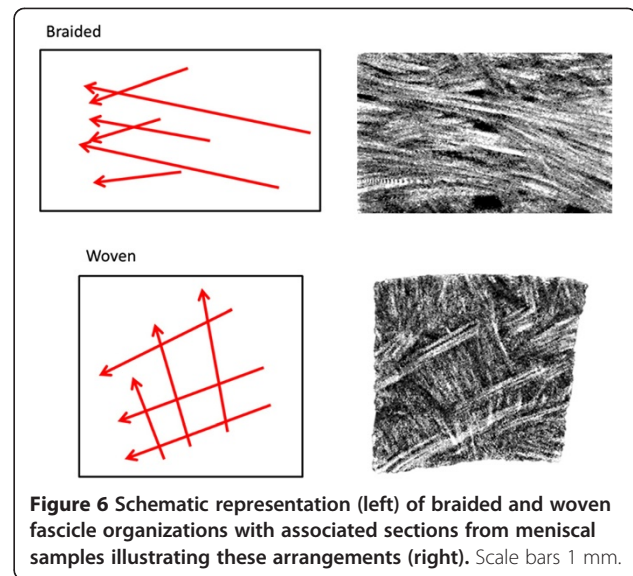 Braided
Woven
Figure 6 Schematic representation (left) of braided and woven
fascicle organizations with associated sections from meniscal
samples illustrating these arrangements (right). Scale bars 1 mm.